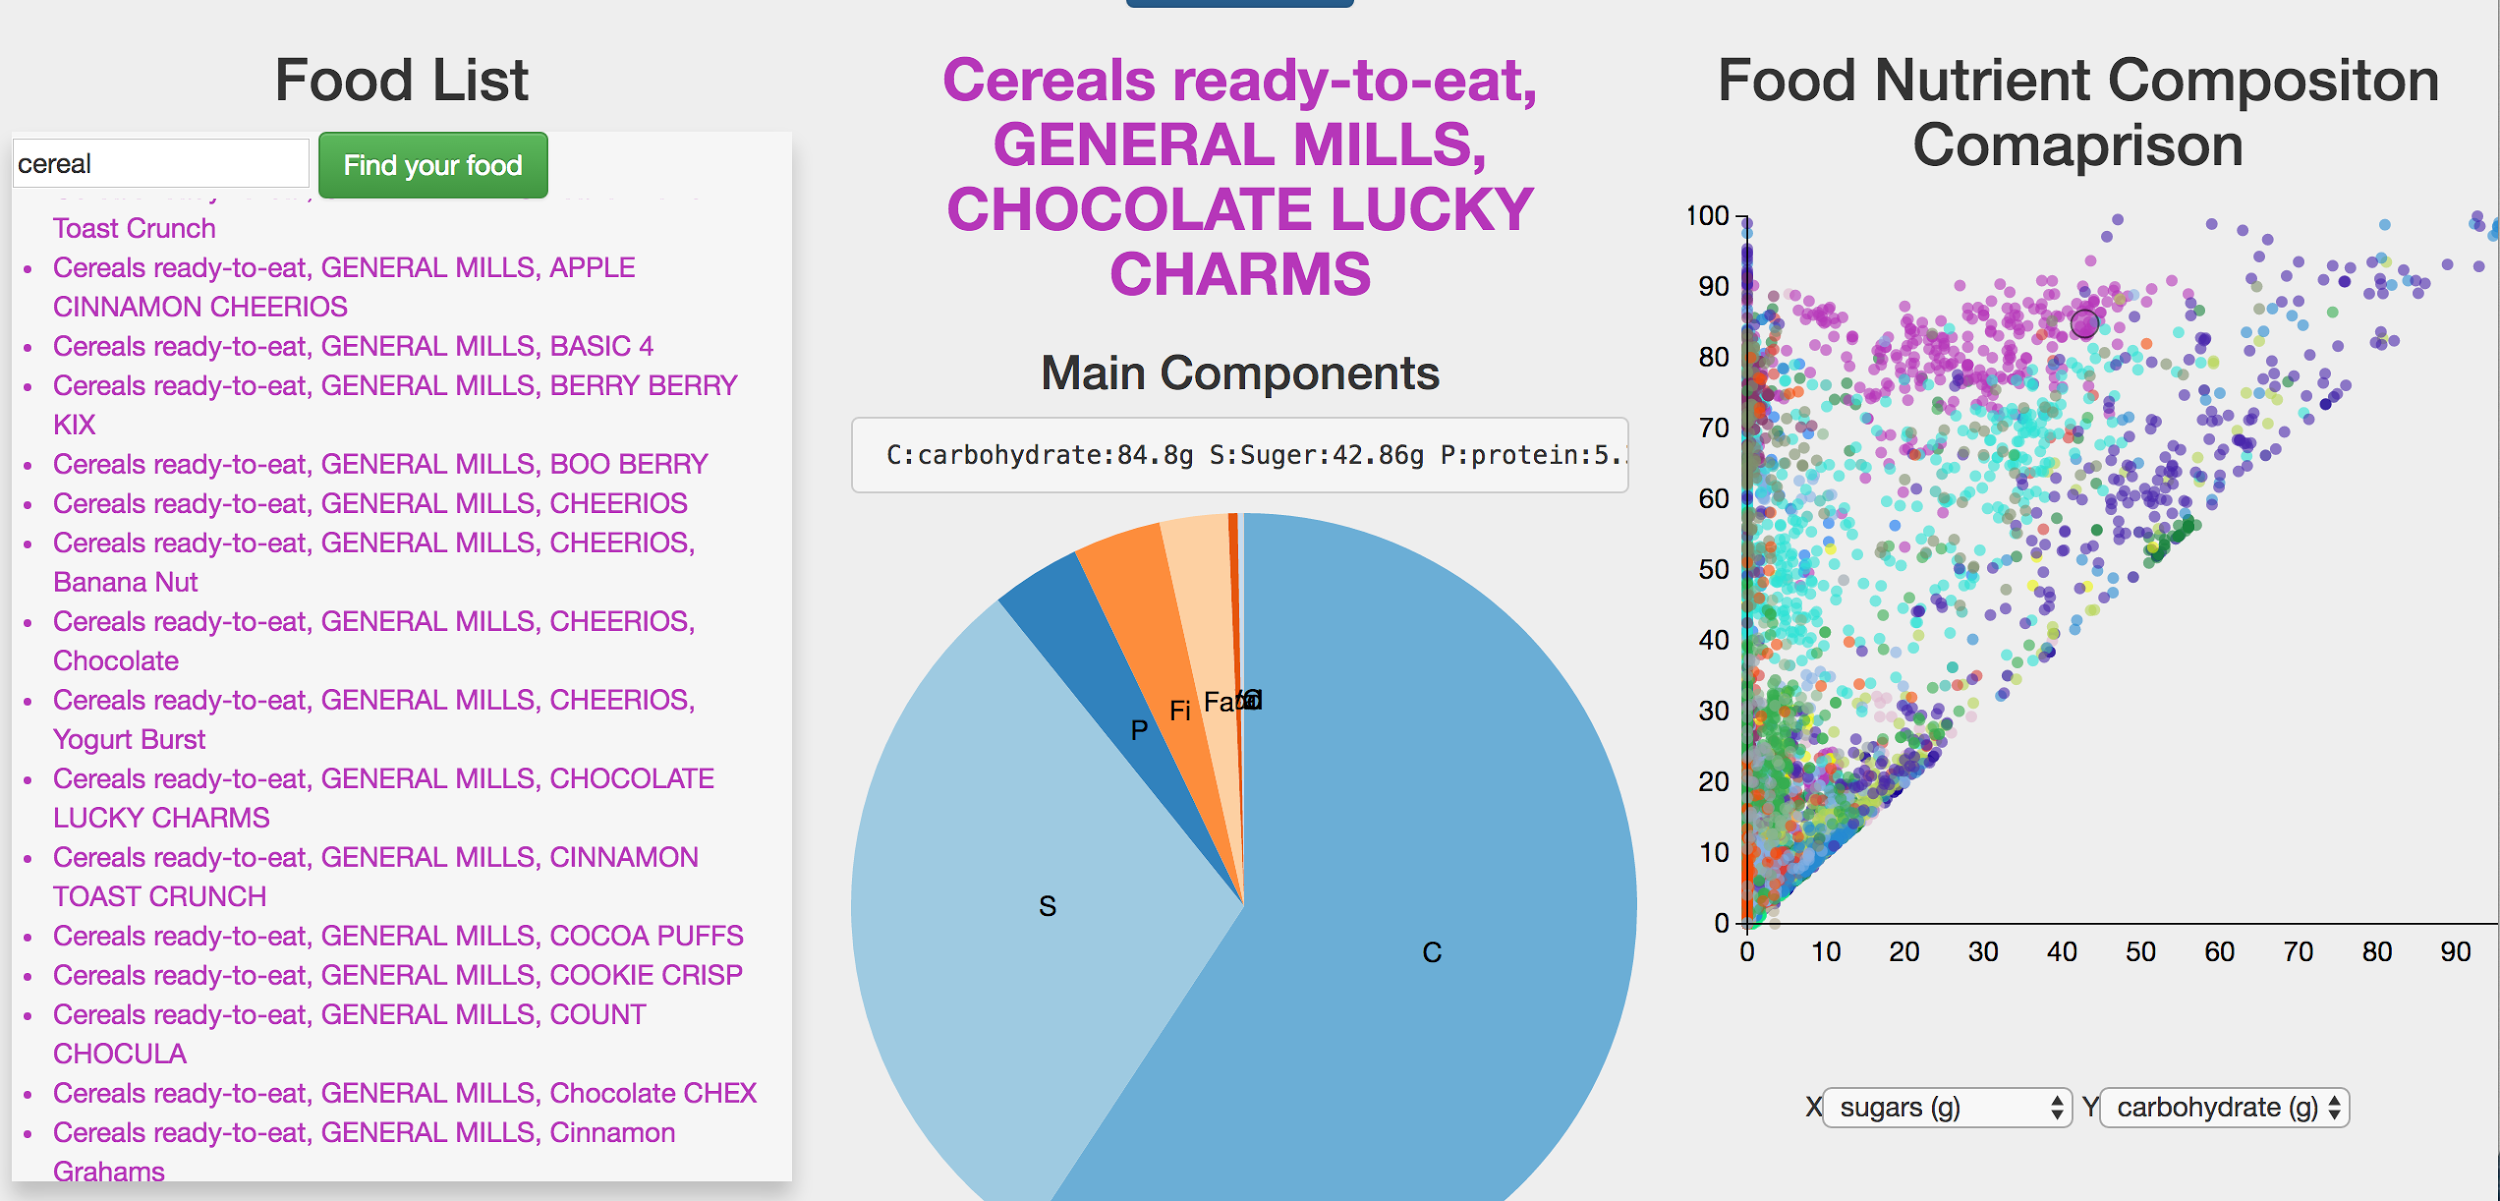 Food List
cereal
Find your food
Toast Crunch
Cereals ready-to-eat, GENERAL MILLS, APPLE
CINNAMON CHEERIOS
Cereals ready-to-eat, GENERAL MILLS, BASIC 4
Cereals ready-to-eat, GENERAL MILLS, BERRY BERRY
KIX
Cereals ready-to-eat, GENERAL MILLS, BOO BERRY
Cereals ready-to-eat, GENERAL MILLS, CHEERIOS
Cereals ready-to-eat, GENERAL MILLS, CHEERIOS,
Banana Nut
Cereals ready-to-eat, GENERAL MILLS, CHEERIOS,
Chocolate
Cereals ready-to-eat, GENERAL MILLS, CHEERIOS,
Yogurt Burst
Cereals ready-to-eat, GENERAL MILLS, CHOCOLATE
LUCKY CHARMS
Cereals ready-to-eat, GENERAL MILLS, CINNAMON
TOAST CRUNCH
Cereals ready-to-eat, GENERAL MILLS, COCOA PUFFS
Cereals ready-to-eat, GENERAL MILLS, COOKIE CRISP
Cereals ready-to-eat, GENERAL MILLS, COUNT
CHOCULA
Cereals ready-to-eat, GENERAL MILLS, Chocolate CHEX
Cereals ready-to-eat, GENERAL MILLS, Cinnamon
Grahams
Cereals ready-to-eat,
GENERAL MILLS,
CHOCOLATE LUCKY
CHARMS
Main Components
C:carbohydrate:84.8g S:Suger:42.86g P:protein:5.
P
Fi
Fa
S
C
Food Nutrient Compositon
Comaprison
100
90
80
70
60
50
40
30
20
10
0
0 10 20 30 40 50 60 70 80 90
X sugars (g) Y carbohydrate (g)